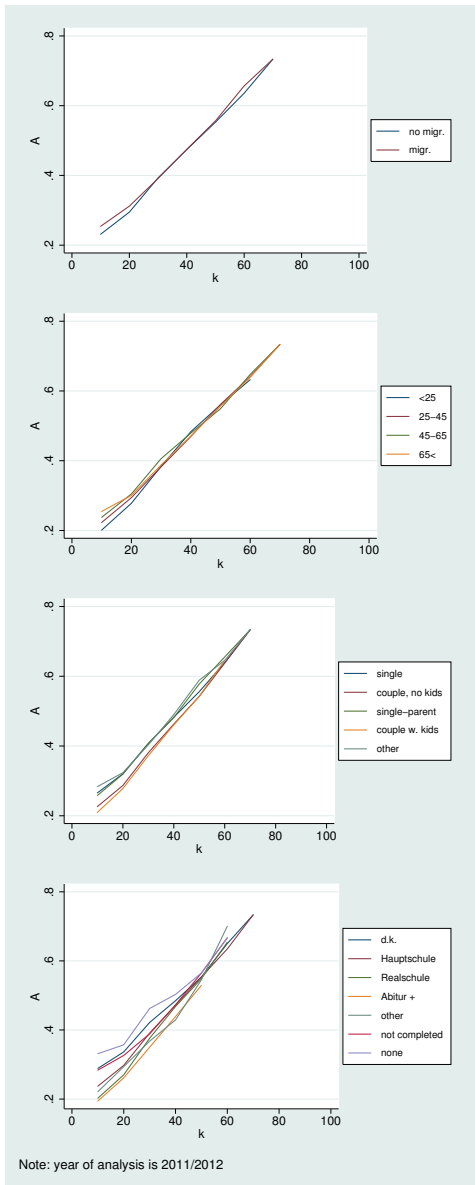 .8
.6
A
.4
.2
0 20 40 60 80 100
k
no migr.
migr.
.8
.6
A
.4
.2
0 20 40 60 80 100
k
<25
25−45
45−65
65<
.8
.6
A
.4
.2
0 20 40 60 80 100
k
single
couple, no kids
single−parent
couple w. kids
other
.8
.6
A
.4
.2
0 20 40 60 80 100
k
d.k.
Hauptschule
Realschule
Abitur +
other
not completed
none
Note: year of analysis is 2011/2012